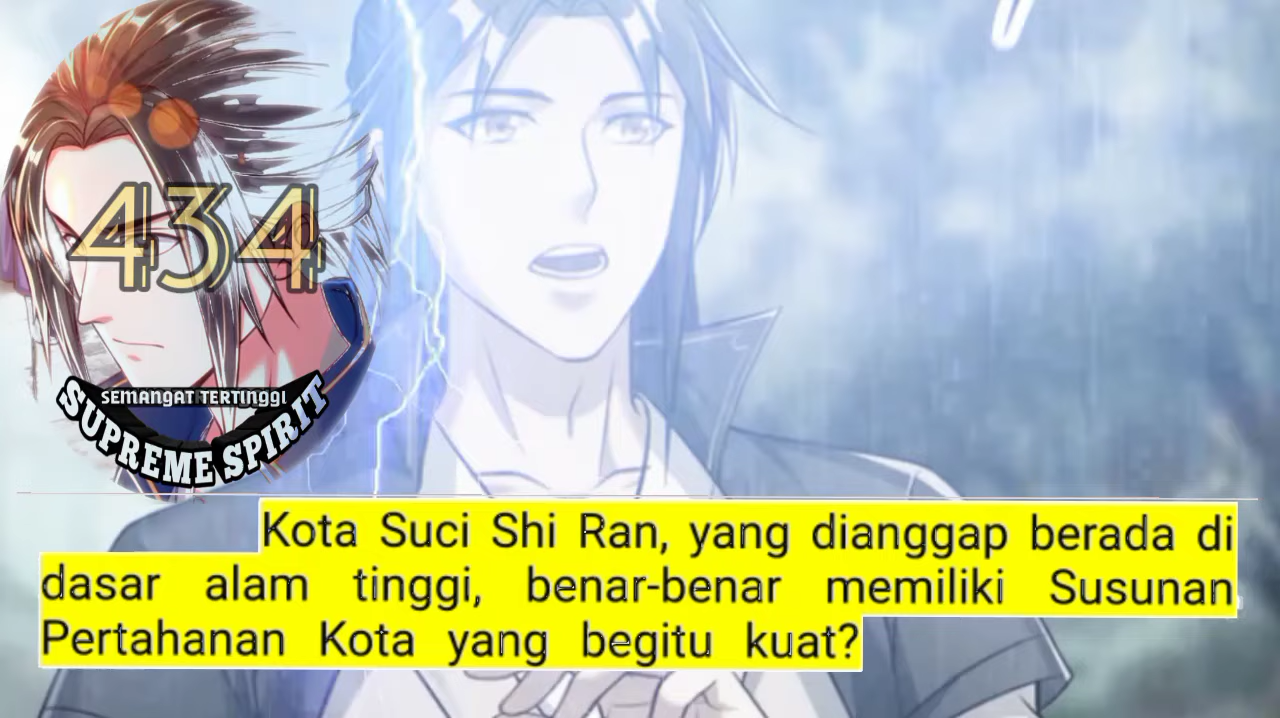 434
SEMANGAT TERTINGGI
SUPREME SPIRIT
Kota Suci Shi Ran, yang dianggap berada di
dasar alam tinggi, benar-benar memiliki Susunan
Pertahanan Kota yang begitu kuat?